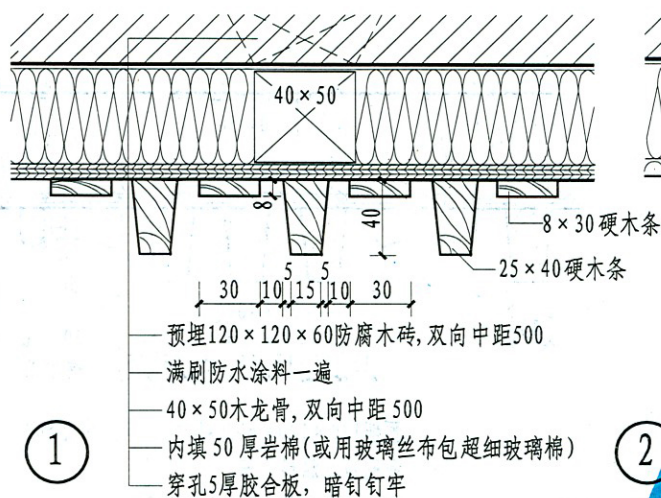 40×50
8
40
8×30硬木条
25×40硬木条
5 5
30 10 15 10 30
预埋120×120×60防腐木砖,双向中距500
满刷防水涂料一遍
40×50木龙骨,双向中距500
内填50厚岩棉(或用玻璃丝布包超细玻璃棉)
穿孔5厚胶合板，暗钉钉牢
1
2